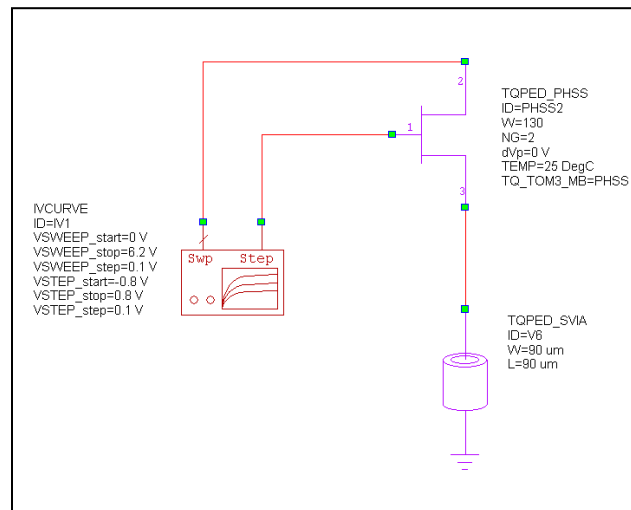 2
TQPED_PHSS
ID=PHSS2
W=130
NG=2
dVp=0 V
TEMP=25 DegC
TQ_TOM3_MB=PHSS
1
3
IVCURVE
ID=IV1
VSWEEP_start=0 V
VSWEEP_stop=6.2 V
VSWEEP_step=0.1 V
VSTEP_start=-0.8 V
VSTEP_stop=0.8 V
VSTEP_step=0.1 V
Swp Step
TQPED_SVIA
ID=V6
W=90 um
L=90 um